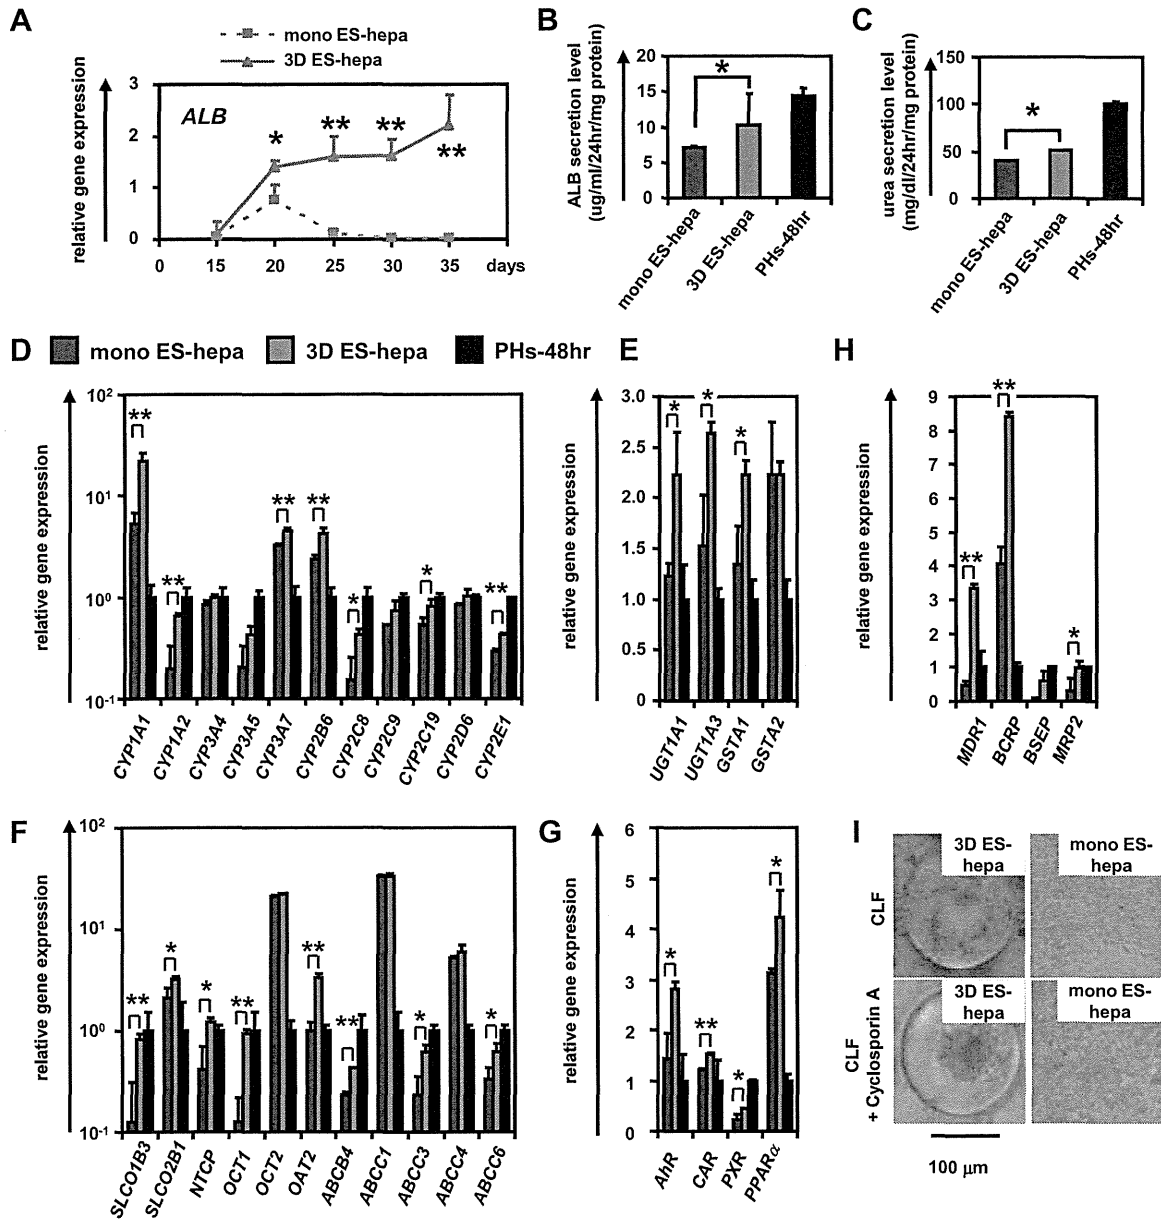 A
mono ES-hepa
3D ES-hepa
relative gene expression
3
2
1
0
ALB
*
**
**
**
0
15
20
25
30
35
days
B
ALB secretion level
(ug/ml/24hr/mg protein)
20
15
10
5
0
*
mono ES-hepa
3D ES-hepa
PHs-48hr
C
urea secretion level
(mg/dl/24hr/mg protein)
150
100
50
0
*
mono ES-hepa
3D ES-hepa
PHs-48hr
D
mono ES-hepa
3D ES-hepa
PHs-48hr
relative gene expression
10²
10¹
10⁰
10⁻¹
**
**
**
**
*
*
**
CYP1A1
CYP1A2
CYP3A4
CYP3A5
CYP3A7
CYP2B6
CYP2C8
CYP2C9
CYP2C19
CYP2D6
CYP2E1
E
relative gene expression
3.0
2.5
2.0
1.5
1.0
0.5
0
*
*
*
UGT1A1
UGT1A3
GSTA1
GSTA2
H
relative gene expression
9
8
7
6
5
4
3
2
1
0
**
**
*
MDR1
BCRP
BSEP
MRP2
F
relative gene expression
10²
10¹
10⁰
10⁻¹
**
*
*
**
**
**
*
*
SLCO1B3
SLCO2B1
NTCP
OCT1
OCT2
OAT2
ABCB4
ABCC1
ABCC3
ABCC4
ABCC6
G
relative gene expression
6
5
4
3
2
1
0
*
**
*
*
AhR
CAR
PXR
PPARα
I
CLF
3D ES-
hepa
mono ES-
hepa
CLF
+ Cyclosporin A
3D ES-
hepa
mono ES-
hepa
100 μm